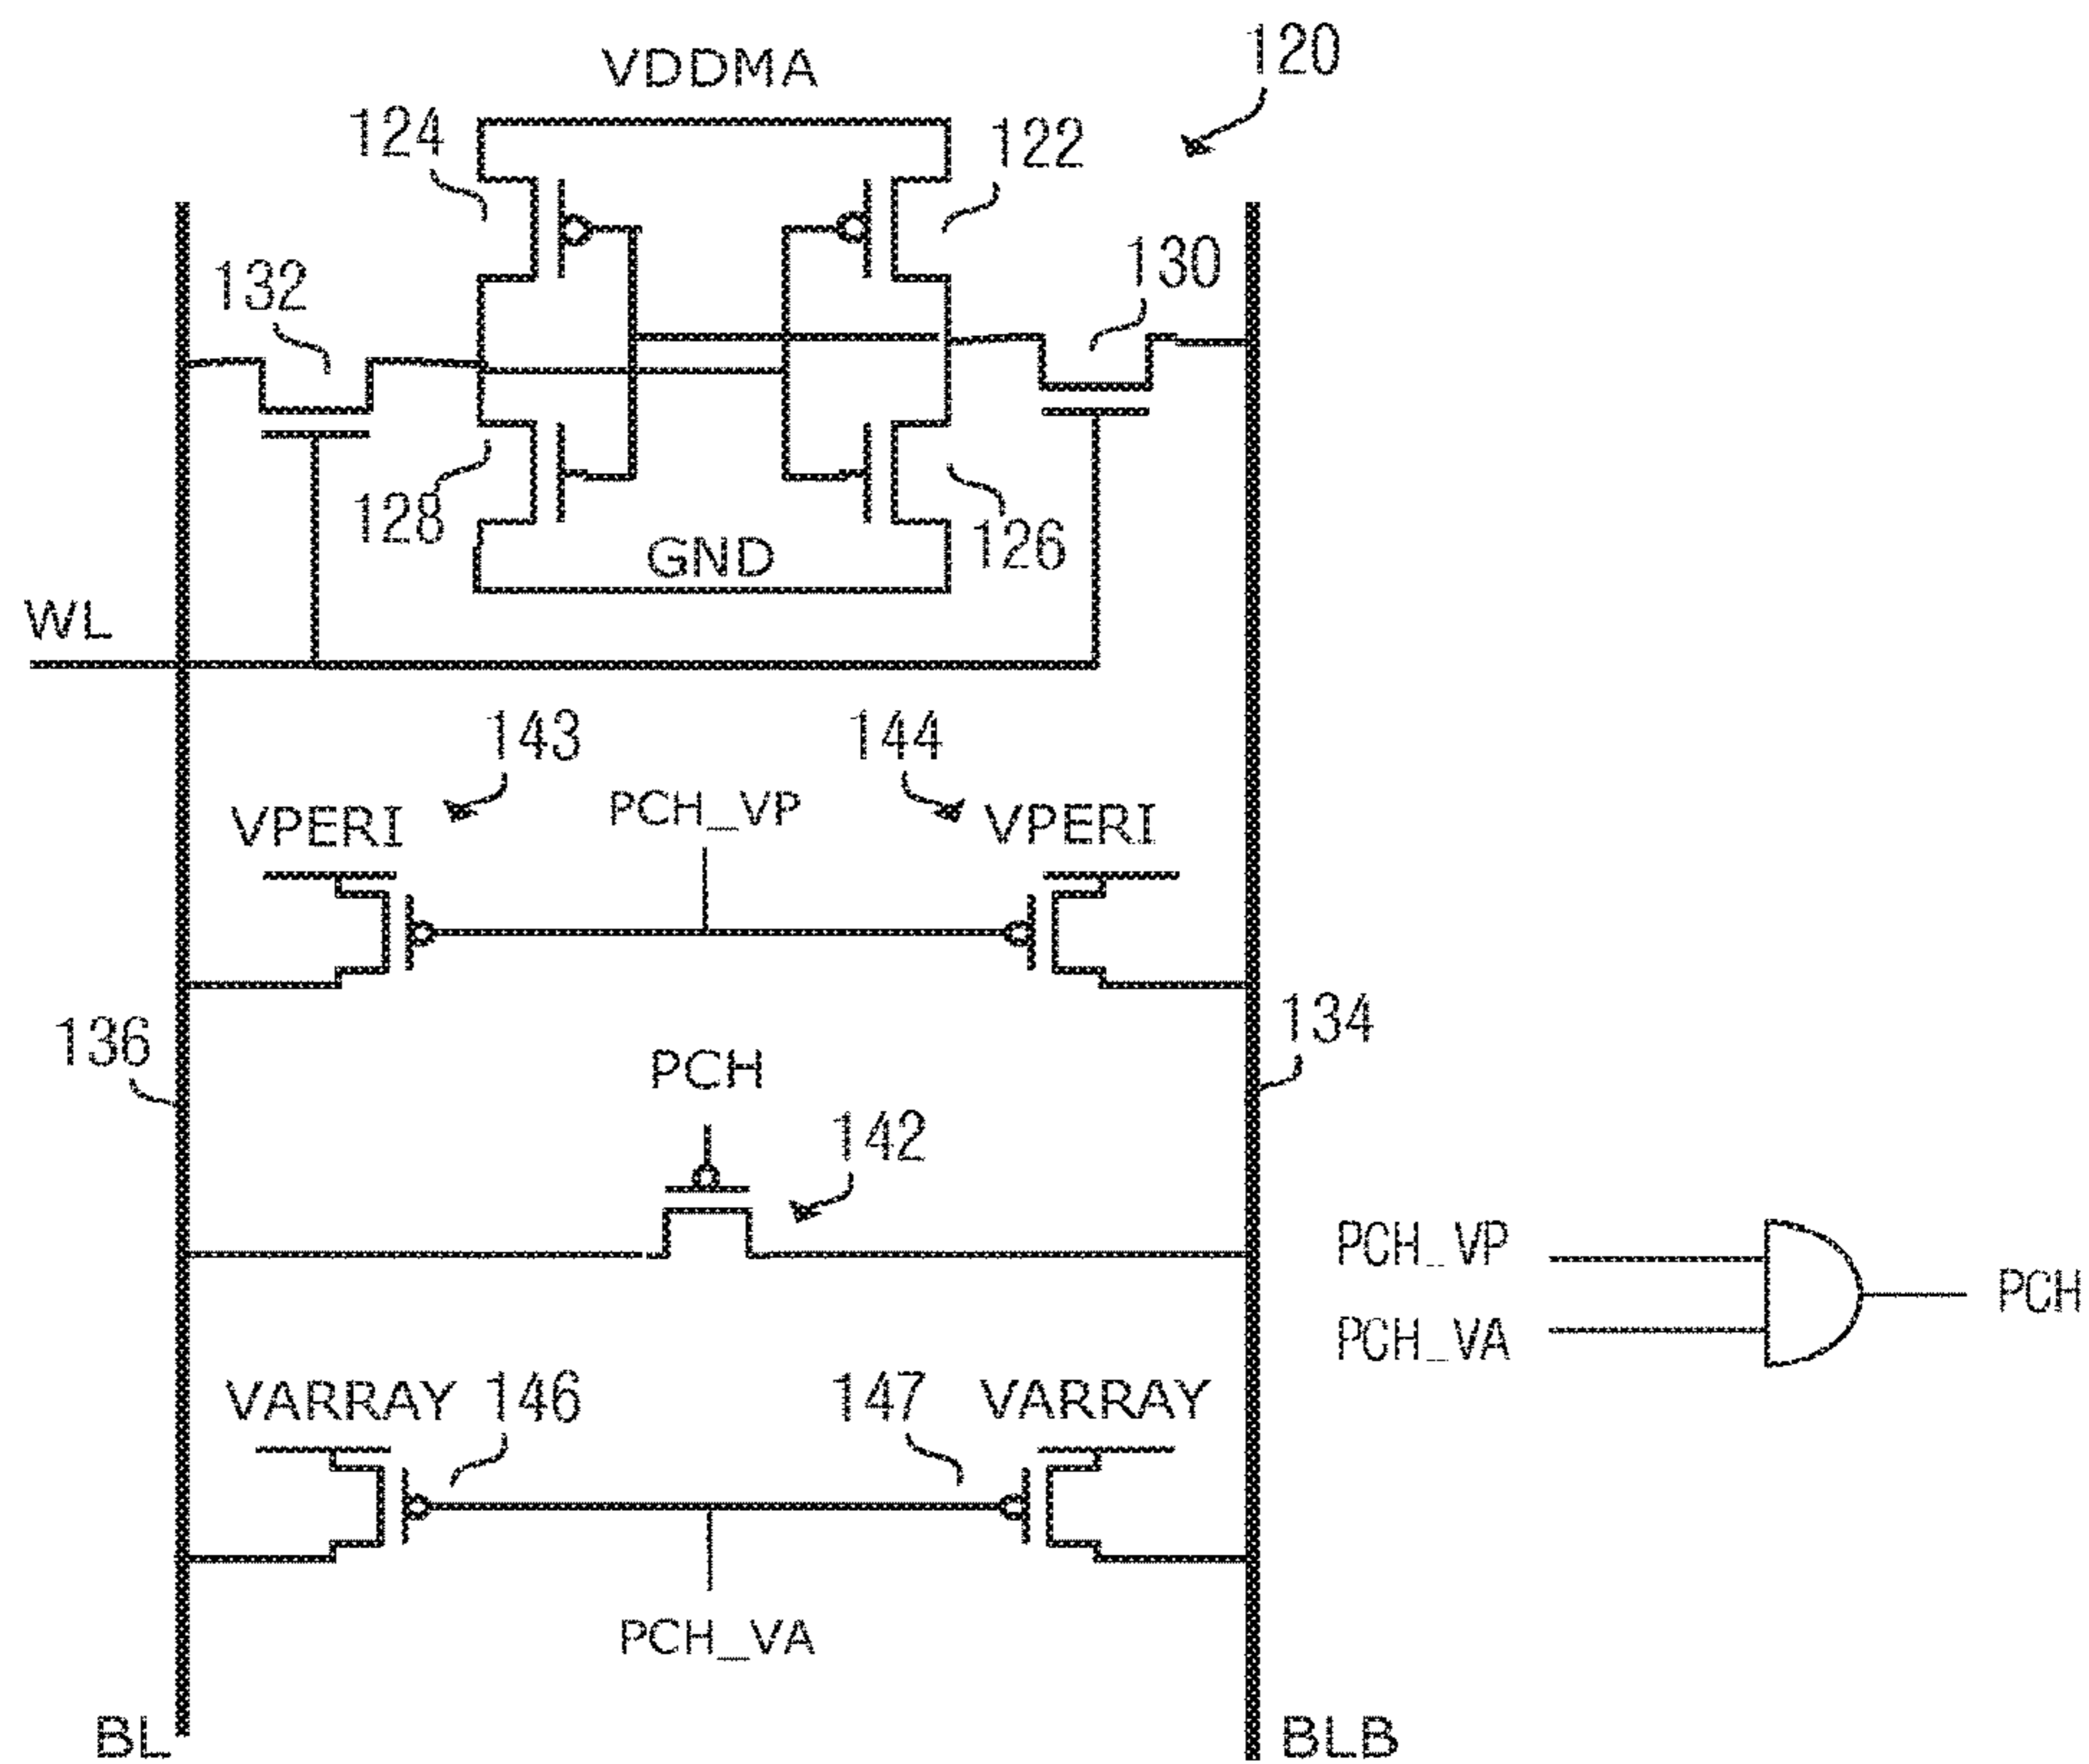 120
VDDMA
124
122
132
130
128
GND
126
WL
143
144
VPERI
PCH_VP
VPERI
136
134
PCH
142
PCH_VP
PCH
PCH_VA
VARRAY
146
147
VARRAY
PCH_VA
BL
BLB